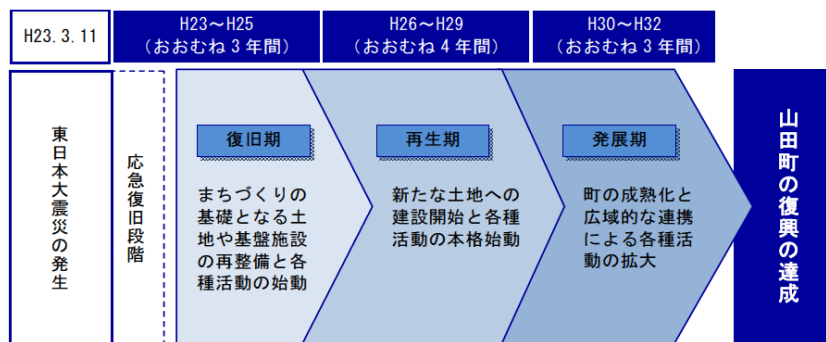 H23.3.11
H23～H25
（おおむね3年間）
H26～H29
（おおむね4年間）
H30～H32
（おおむね3年間）
東日本大震災の発生
応急復旧段階
復旧期
まちづくりの
基礎となる土
地や基盤施設
の再整備と各
種活動の始動
再生期
新たな土地への
建設開始と各種
活動の本格始動
発展期
町の成熟化と
広域的な連携
による各種活
動の拡大
山田町の復興の達成